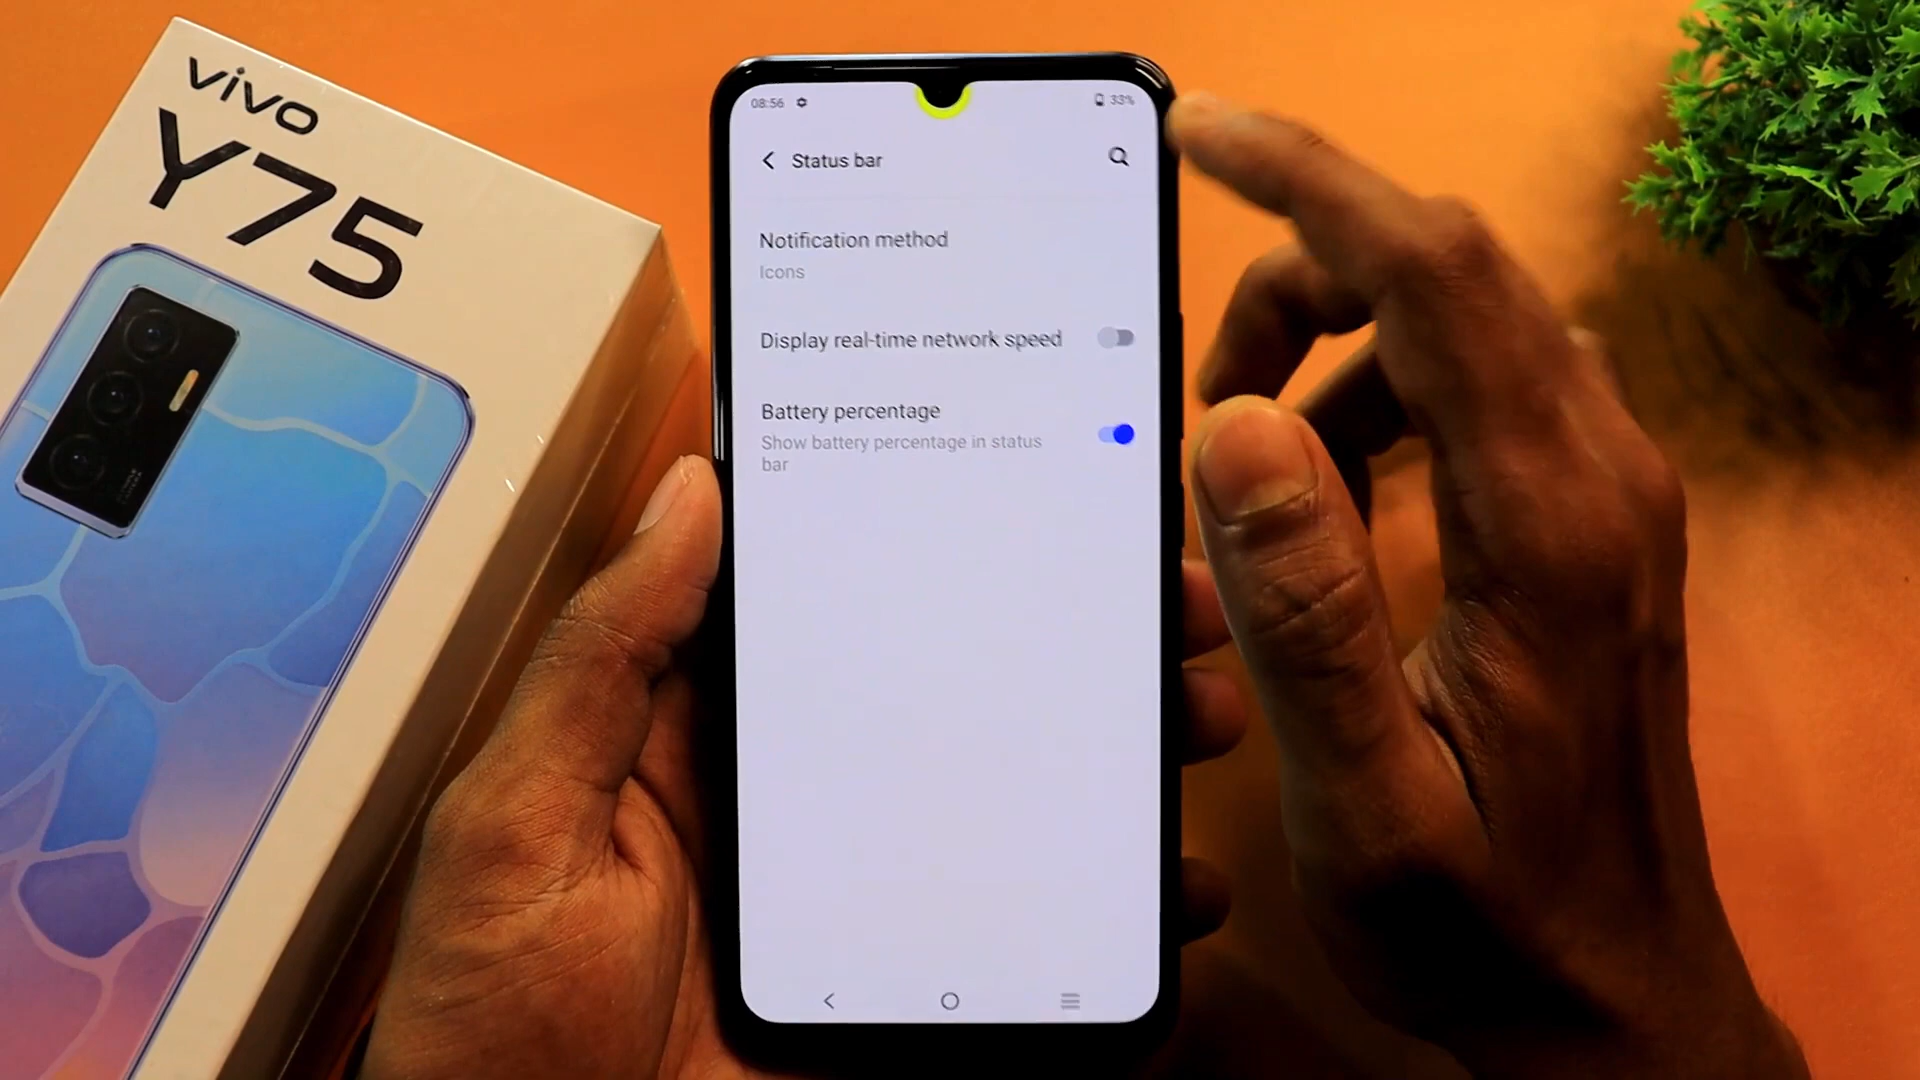 vivo
Y75
08:56
33%
Status bar
Notification method
Icons
Display real-time network speed
Battery percentage
Show battery percentage in status
bar